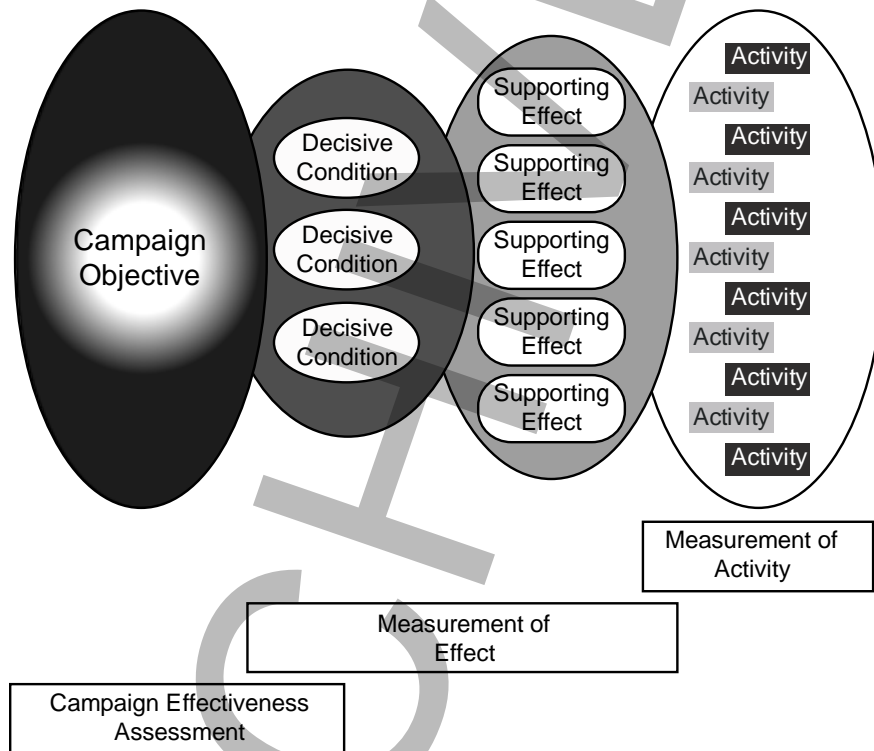 Campaign
Objective
Decisive
Condition
Decisive
Condition
Decisive
Condition
Supporting
Effect
Supporting
Effect
Supporting
Effect
Supporting
Effect
Supporting
Effect
Activity
Activity
Activity
Activity
Activity
Activity
Activity
Activity
Activity
Activity
Activity
Measurement of
Activity
Measurement of
Effect
Campaign Effectiveness
Assessment